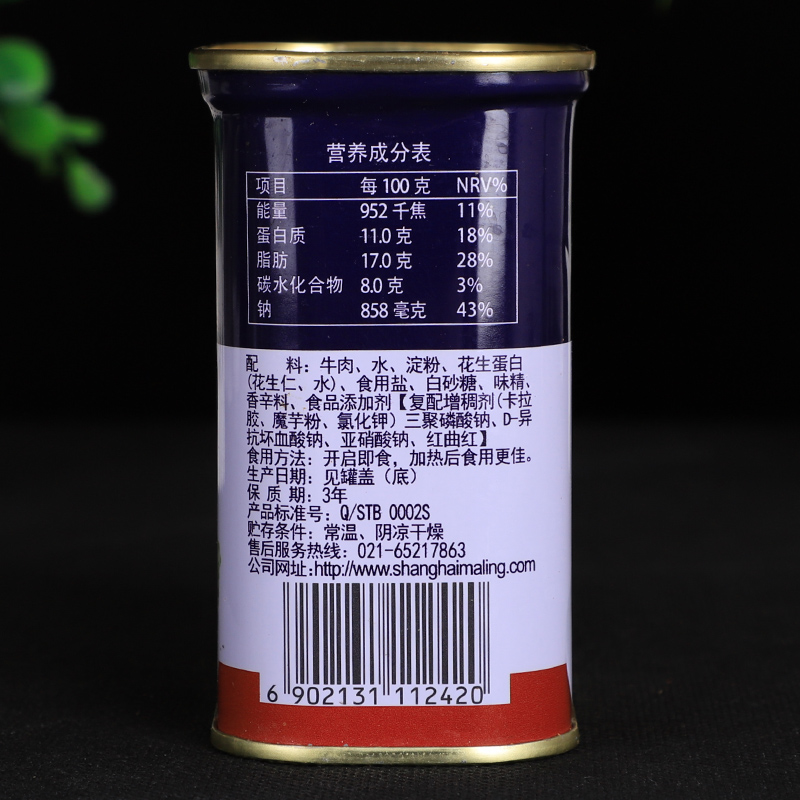 营养成分表
项目 每100克 NRV%
能量 952千焦 11%
蛋白质 11.0克 18%
脂肪 17.0克 28%
碳水化合物 8.0克 3%
钠 858毫克 43%
配 料：牛肉、水、淀粉、花生蛋白
(花生仁、水)、食用盐、白砂糖、味精、
香辛料、食品添加剂【复配增稠剂(卡拉
胶、魔芋粉、氯化钾) 三聚磷酸钠、D-异
抗坏血酸钠、亚硝酸钠、红曲红】
食用方法：开启即食，加热后食用更佳。
生产日期：见罐盖（底）
保 质 期：3年
产品标准号：Q/STB 0002S
贮存条件：常温、阴凉干燥
售后服务热线：021-65217863
公司网址:http://www.shanghaimaling.com
6 902131 112420